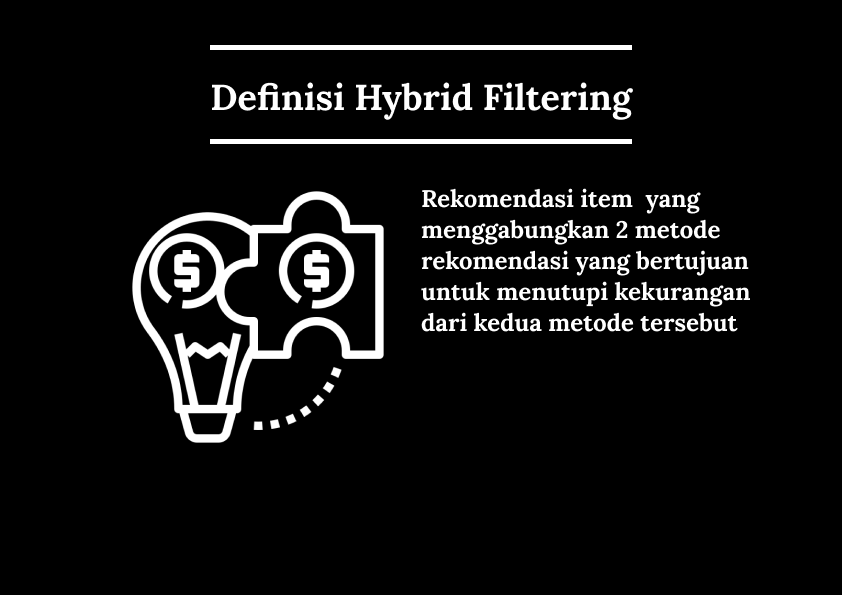 Definisi Hybrid Filtering
Rekomendasi item  yang
menggabungkan 2 metode
rekomendasi yang bertujuan
untuk menutupi kekurangan
dari kedua metode tersebut
$ $